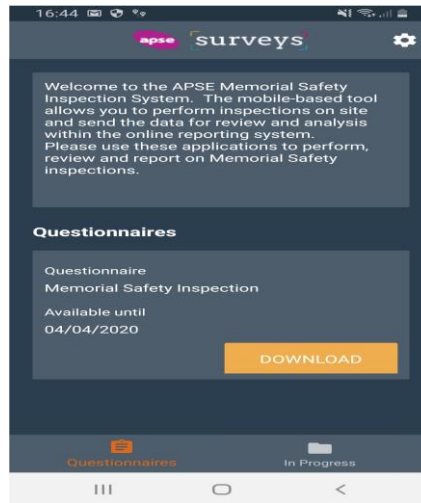 16:44
apse surveys
Welcome to the APSE Memorial Safety
Inspection System. The mobile-based tool
allows you to perform inspections on site
and send the data for review and analysis
within the online reporting system.
Please use these applications to perform,
review and report on Memorial Safety
inspections.
Questionnaires
Questionnaire
Memorial Safety Inspection
Available until
04/04/2020
DOWNLOAD
Questionnaires
In Progress